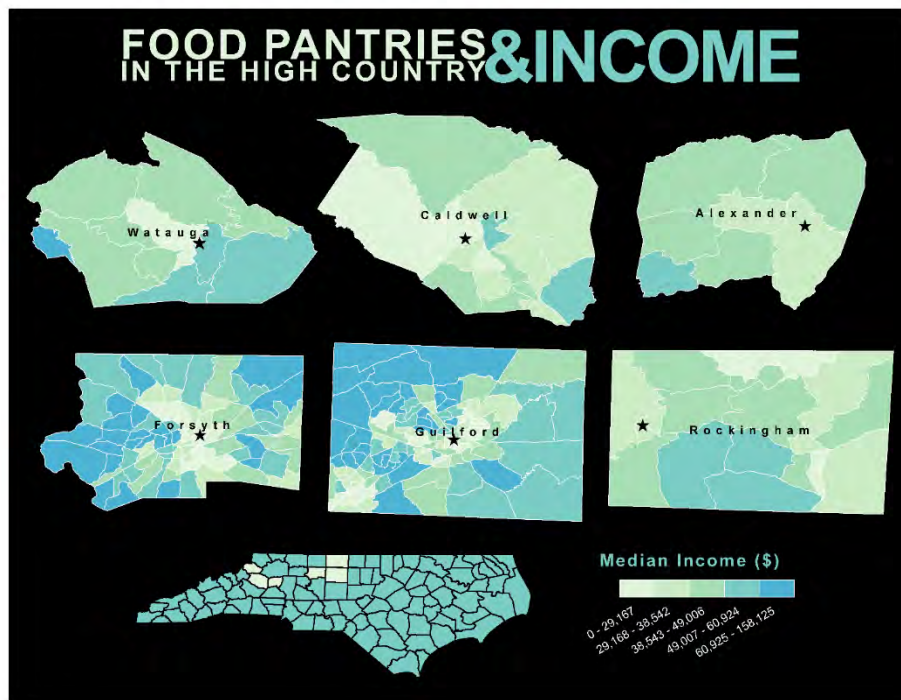 FOOD PANTRIES
IN THE HIGH COUNTRY
&INCOME
Watauga
Caldwell
Alexander
Forsyth
Guilford
Rockingham
Median Income ($)
0 - 29,167
29,168 - 38,542
38,543 - 49,006
49,007 - 60,924
60,925 - 158,125